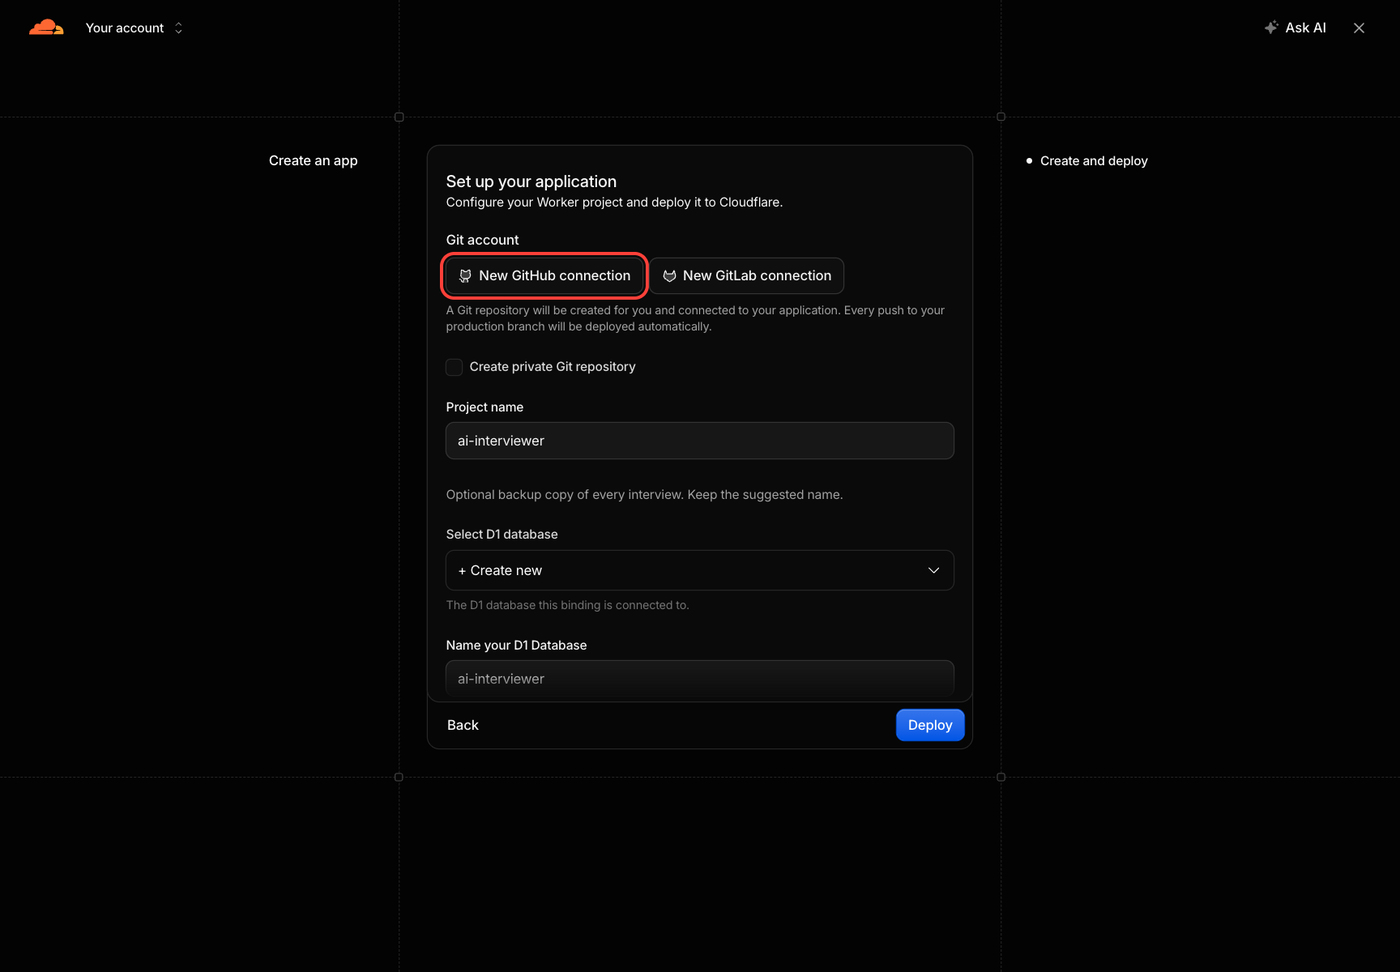 Your account
Ask AI
Create an app
Set up your application
Configure your Worker project and deploy it to Cloudflare.
Git account
New GitHub connection
New GitLab connection
A Git repository will be created for you and connected to your application. Every push to your
production branch will be deployed automatically.
Create private Git repository
Project name
ai-interviewer
Optional backup copy of every interview. Keep the suggested name.
Select D1 database
+ Create new
The D1 database this binding is connected to.
Name your D1 Database
ai-interviewer
Back
Deploy
Create and deploy